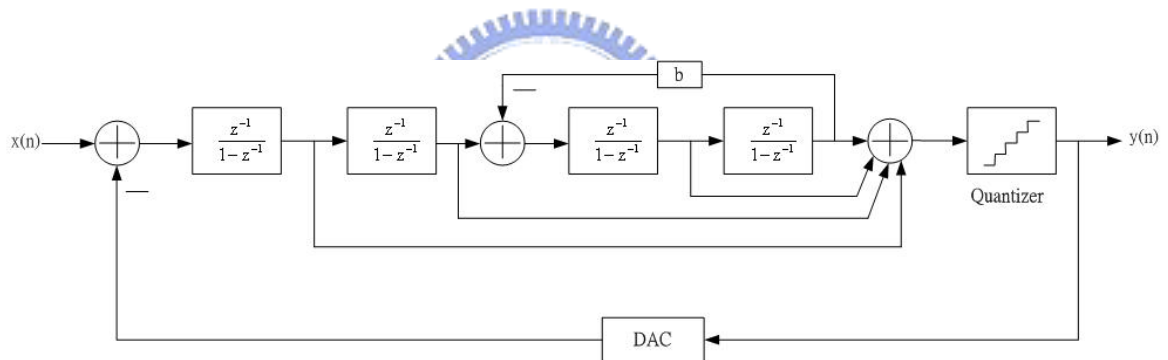 b
x(n)
z⁻¹
1 − z⁻¹
z⁻¹
1 − z⁻¹
z⁻¹
1 − z⁻¹
z⁻¹
1 − z⁻¹
y(n)
Quantizer
DAC